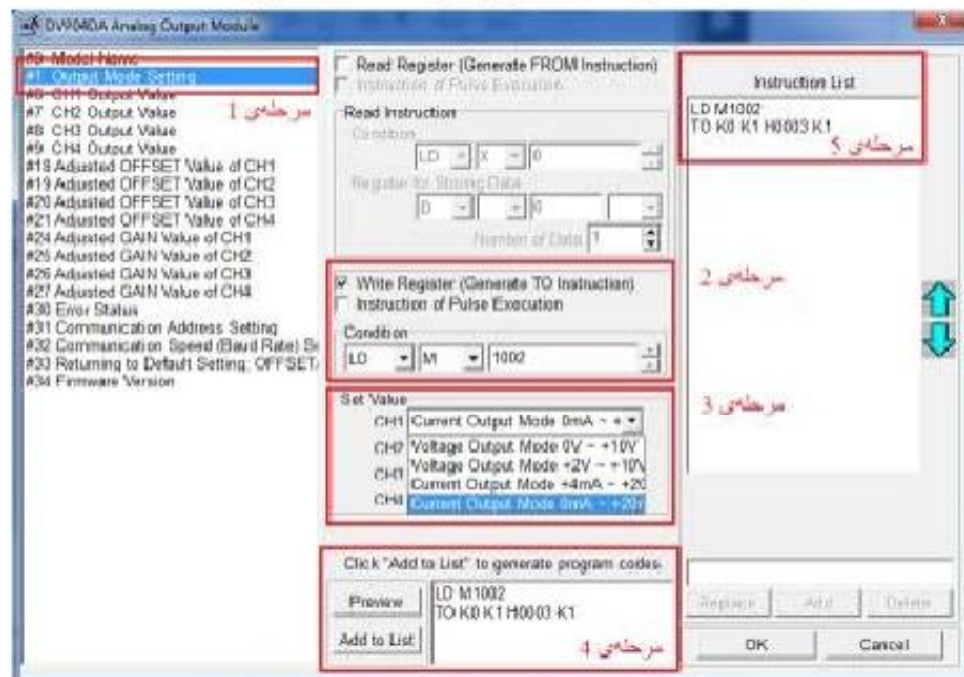 DVP04DA Analog Output Module
#0 Model Name
#1 Output Mode Setting
#6 CH1 Output Value
#7 CH2 Output Value
#8 CH3 Output Value
#9 CH4 Output Value
#18 Adjusted OFFSET Value of CH1
#19 Adjusted OFFSET Value of CH2
#20 Adjusted OFFSET Value of CH3
#21 Adjusted OFFSET Value of CH4
#24 Adjusted GAIN Value of CH1
#25 Adjusted GAIN Value of CH2
#26 Adjusted GAIN Value of CH3
#27 Adjusted GAIN Value of CH4
#30 Error Status
#31 Communication Address Setting
#32 Communication Speed (Baud Rate) Se
#33 Returning to Default Setting; OFFSET/
#34 Firmware Version
مرحله‌ی 1
Read Register (Generate FROM Instruction)
Instruction of Pulse Execution
Read Instruction
Condition
LD X 0
Register for Storing Data
D 0
Number of Data 1
Write Register (Generate TO Instruction)
Instruction of Pulse Execution
Condition
LD M 1002
مرحله‌ی 2
Set Value
CH1 Current Output Mode 0mA ~ +
CH2 Voltage Output Mode 0V ~ +10V
CH3 Voltage Output Mode +2V ~ +10V
Current Output Mode +4mA ~ +20
CH4 Current Output Mode 0mA ~ +20
مرحله‌ی 3
Click "Add to List" to generate program codes.
Preview
Add to List
LD M1002
TO K0 K1 H0003 K1
مرحله‌ی 4
Instruction List
LD M1002
TO K0 K1 H0003 K1
مرحله‌ی 5
Replace Add Delete
OK Cancel